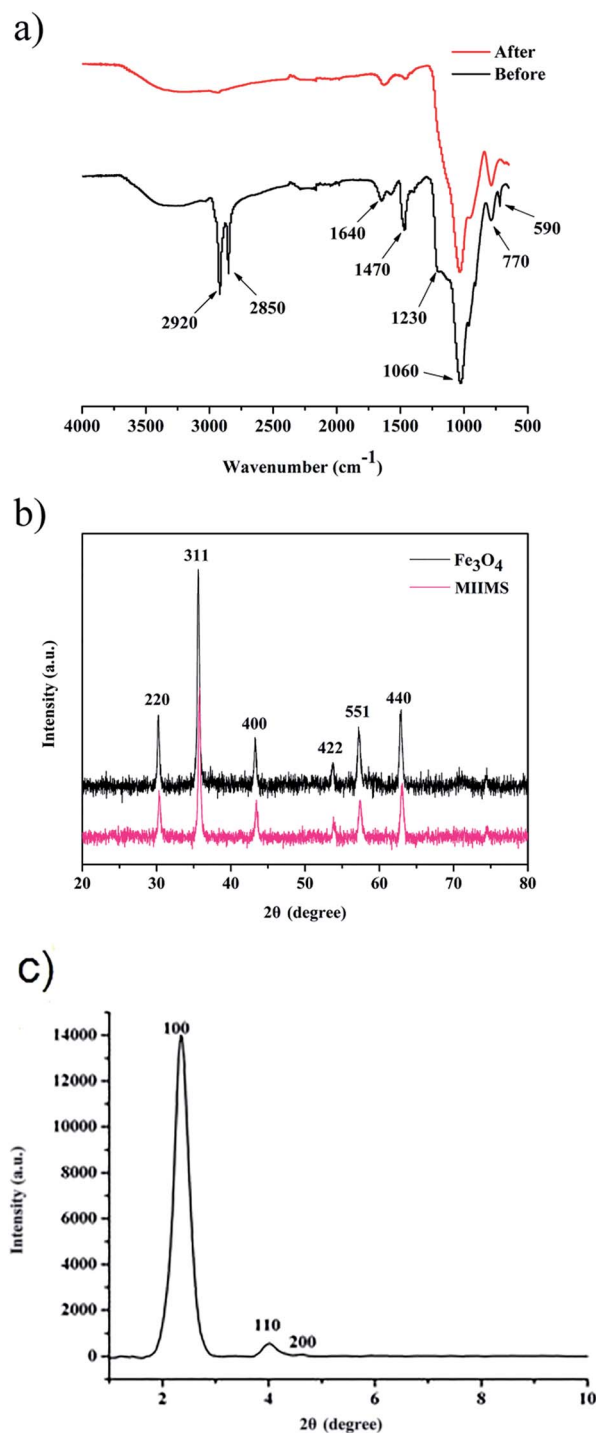 a)
After
Before
2920
2850
1640
1470
1230
1060
770
590
4000 3500 3000 2500 2000 1500 1000 500
Wavenumber (cm-1)
b)
Fe3O4
MIIMS
220
311
400
422
551
440
Intensity (a.u.)
20 30 40 50 60 70 80
2θ (degree)
c)
14000
12000
10000
8000
6000
4000
2000
0
Intensity (a.u.)
100
110
200
2 4 6 8 10
2θ (degree)